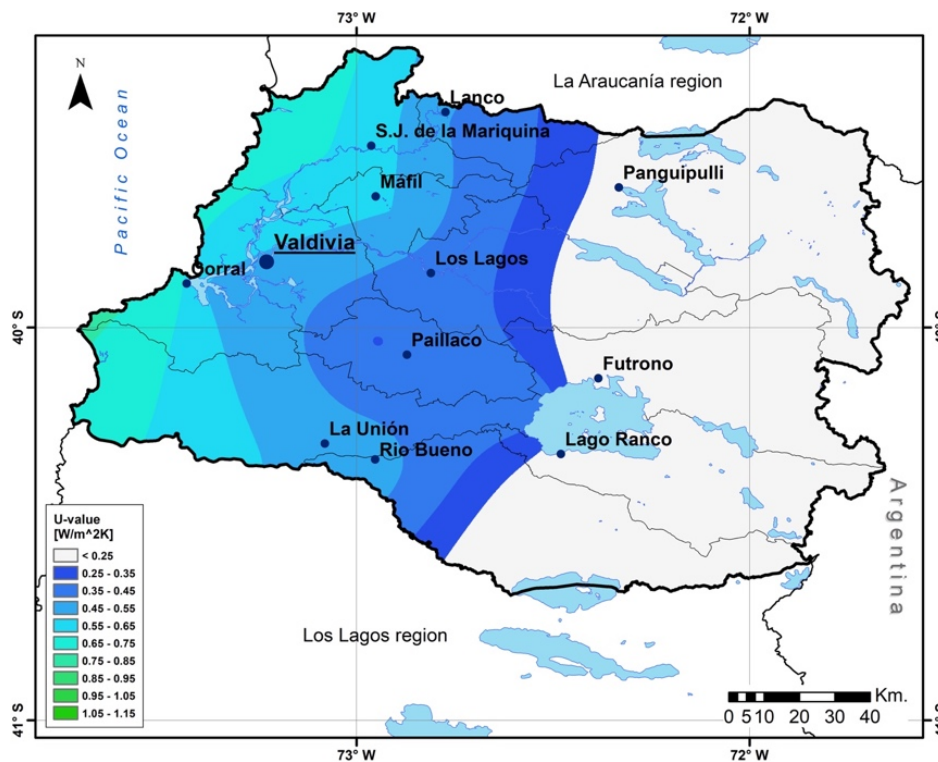 73° W
72° W
N
La Araucanía region
Pacific Ocean
Lanco
S.J. de la Mariquina
Panguipulli
Máfil
Valdivia
Los Lagos
Corral
40° S
Paillaco
Futrono
La Unión
Rio Bueno
Lago Ranco
Argentina
U-value
[W/m^2K]
< 0.25
0.25 - 0.35
0.35 - 0.45
0.45 - 0.55
0.55 - 0.65
0.65 - 0.75
0.75 - 0.85
0.85 - 0.95
0.95 - 1.05
1.05 - 1.15
Los Lagos region
Km.
0 5 10 20 30 40
41° S
73° W
72° W